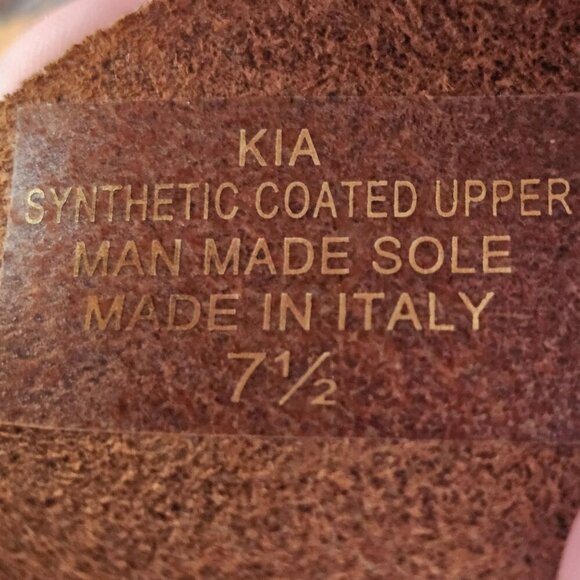 KIA
SYNTHETIC COATED UPPER
MAN MADE SOLE
MADE IN ITALY
7½